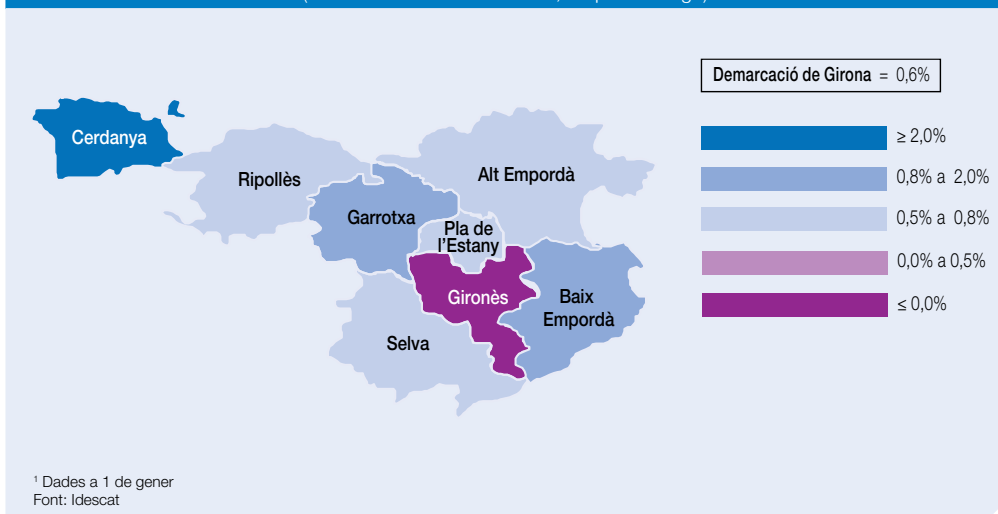 Demarcació de Girona = 0,6%
≥ 2,0%
0,8% a 2,0%
0,5% a 0,8%
0,0% a 0,5%
≤ 0,0%
Cerdanya
Ripollès
Alt Empordà
Garrotxa
Pla de
l'Estany
Gironès
Baix
Empordà
Selva
¹ Dades a 1 de gener
Font: Idescat